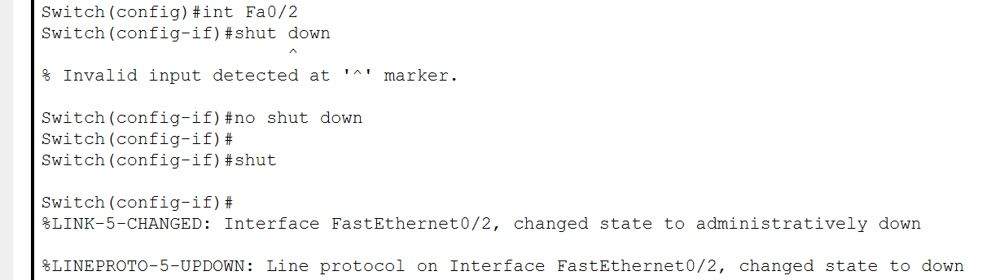 Switch(config)#int Fa0/2
Switch(config-if)#shut down
^
% Invalid input detected at '^' marker.
Switch(config-if)#no shut down
Switch(config-if)#
Switch(config-if)#shut
Switch(config-if)#
%LINK-5-CHANGED: Interface FastEthernet0/2, changed state to administratively down
%LINEPROTO-5-UPDOWN: Line protocol on Interface FastEthernet0/2, changed state to down